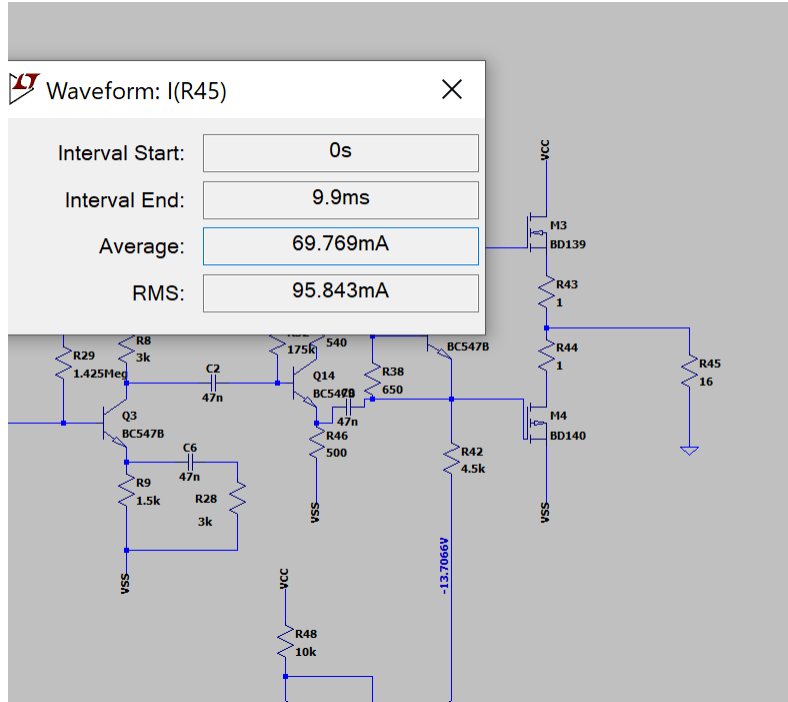 Waveform: I(R45)
Interval Start: 0s
Interval End: 9.9ms
Average: 69.769mA
RMS: 95.843mA
VCC
M3
BD139
R43
1
R44
1
R45
16
M4
BD140
VSS
R29
1.425Meg
R8
3k
C2
47n
175k
540
Q14
BC547B
47n
R46
500
VSS
R38
650
BC547B
R42
4.5k
-13.7066V
Q3
BC547B
C6
47n
R9
1.5k
R28
3k
VSS
VCC
R48
10k